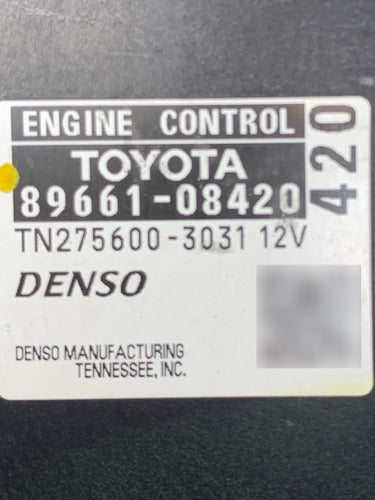 ENGINE CONTROL
TOYOTA
89661-08420
420
TN275600-3031 12V
DENSO
DENSO MANUFACTURING
TENNESSEE, INC.